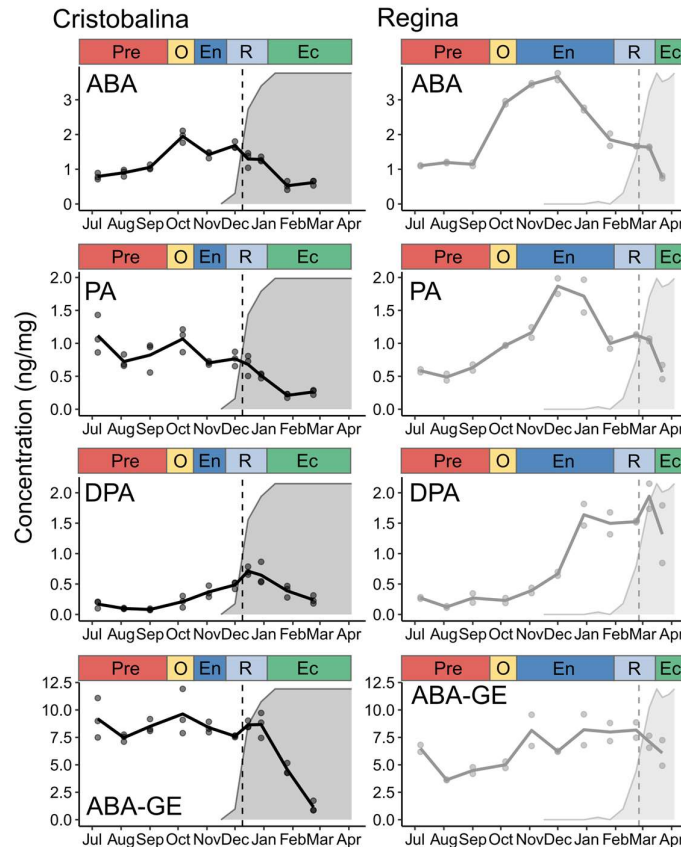 Cristobalina Regina
Pre O En R Ec Pre O En R Ec
ABA ABA
3 3
2 2
1 1
0 0
Jul Aug Sep Oct Nov Dec Jan Feb Mar Apr Jul Aug Sep Oct Nov Dec Jan Feb Mar Apr
Pre O En R Ec Pre O En R Ec
PA PA
2.0 2.0
1.5 1.5
1.0 1.0
0.5 0.5
0.0 0.0
Jul Aug Sep Oct Nov Dec Jan Feb Mar Apr Jul Aug Sep Oct Nov Dec Jan Feb Mar Apr
Concentration (ng/mg)
Pre O En R Ec Pre O En R Ec
DPA DPA
2.0 2.0
1.5 1.5
1.0 1.0
0.5 0.5
0.0 0.0
Jul Aug Sep Oct Nov Dec Jan Feb Mar Apr Jul Aug Sep Oct Nov Dec Jan Feb Mar Apr
Pre O En R Ec Pre O En R Ec
12.5 12.5 ABA-GE
10.0 10.0
7.5 7.5
5.0 5.0
2.5 2.5
ABA-GE
0.0 0.0
Jul Aug Sep Oct Nov Dec Jan Feb Mar Apr Jul Aug Sep Oct Nov Dec Jan Feb Mar Apr